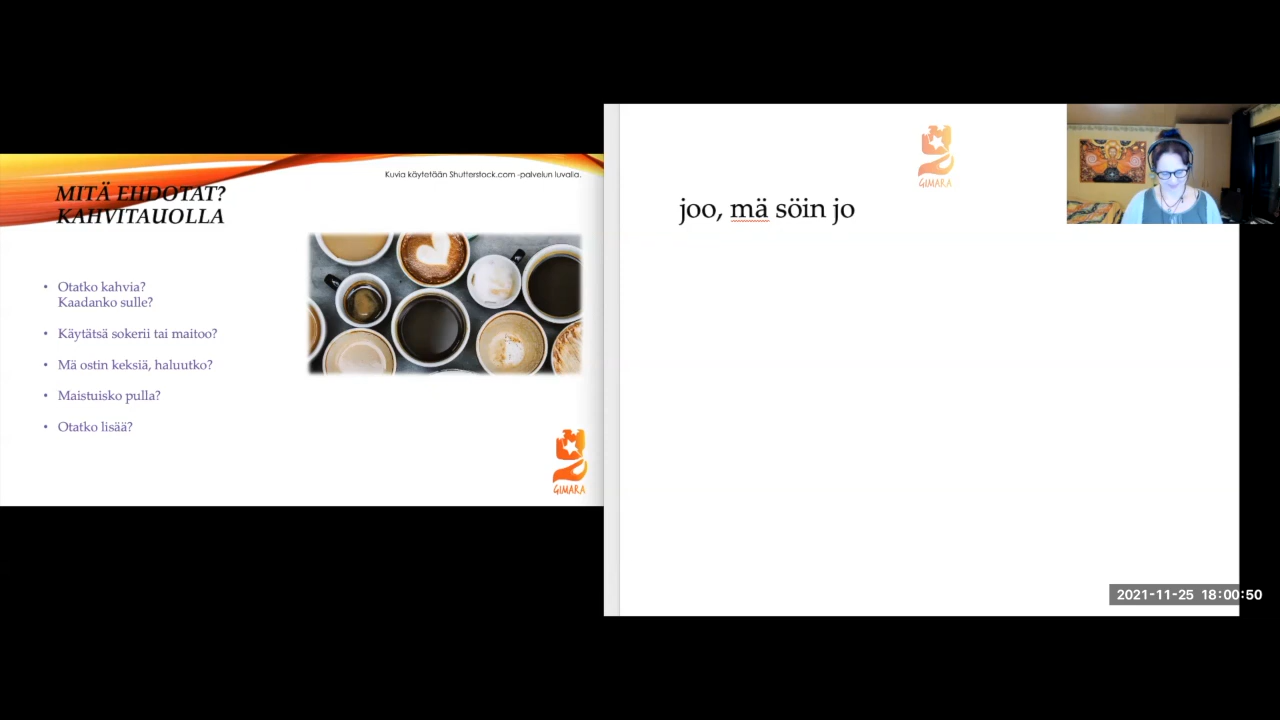 Kuvia käytetään Shutterstock.com -palvelun luvalla.
MITÄ EHDOTAT?
KAHVITAUOLLA
• Otatko kahvia?
Kaadanko sulle?
• Käytätsä sokerii tai maitoo?
• Mä ostin keksiä, haluutko?
• Maistuisko pulla?
• Otatko lisää?
GIMARA
GIMARA
joo, mä söin jo
2021-11-25 18:00:50